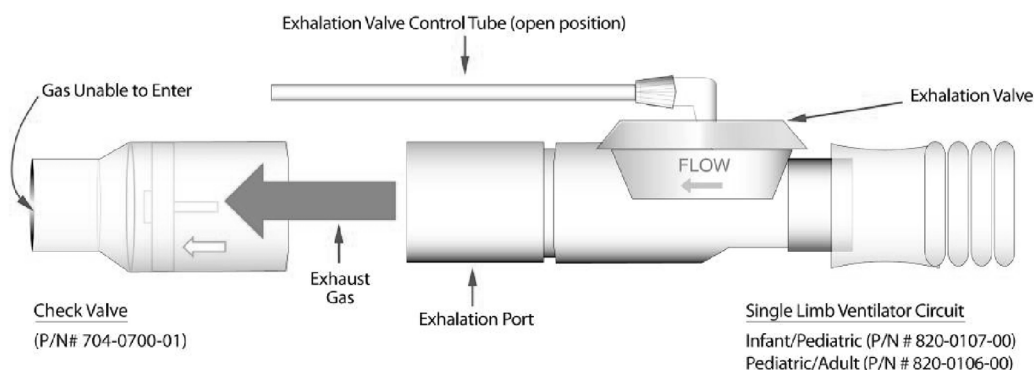 Exhalation Valve Control Tube (open position)
Gas Unable to Enter
Exhalation Valve
FLOW
Exhaust
Gas
Exhalation Port
Check Valve
(P/N# 704-0700-01)
Single Limb Ventilator Circuit
Infant/Pediatric (P/N # 820-0107-00)
Pediatric/Adult (P/N # 820-0106-00)